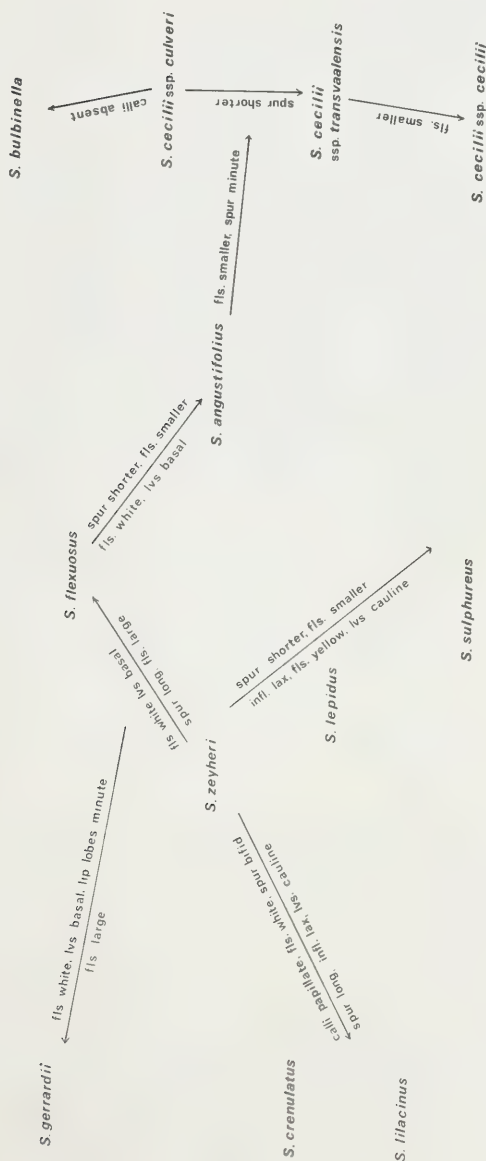 S. gerrardii
fls white, lvs basal, lip lobes minute
fls large
S. flexuosus
S. bulbinella
calli absent
S. cecilii ssp. culveri
spur shorter
spur shorter, fls. smaller
fls. white, lvs basal
fls white lvs basal
spur long, fls. large
S. angustifolius
fls. smaller, spur minute
S. zeyheri
S. cecilii
ssp. transvaalensis
fls. smaller
S. cecilii ssp. cecilii
S. crenulatus
calli papillate, fls. white, spur bifid
spur long, infl. lax, lvs. cauline
S. lepidus
spur shorter, fls. smaller
infl. lax, fls. yellow, lvs cauline
S. lilacinus
S. sulphureus